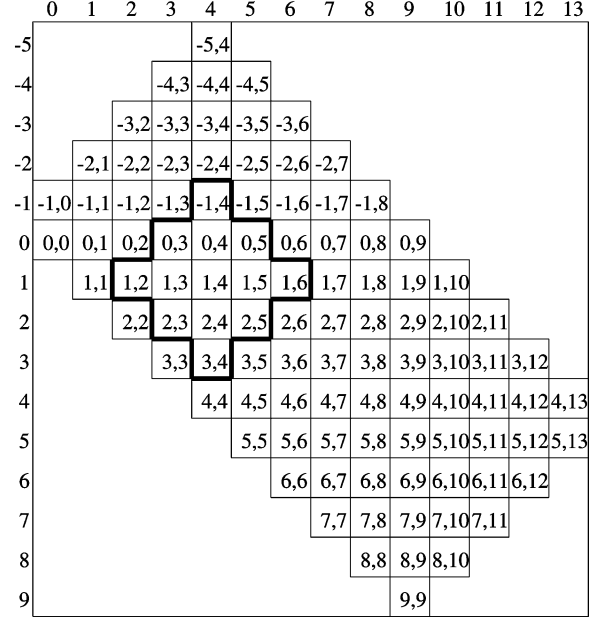 0 1 2 3 4 5 6 7 8 9 10 11 12 13
-5 -5,4
-4 -4,3 -4,4 -4,5
-3 -3,2 -3,3 -3,4 -3,5 -3,6
-2 -2,1 -2,2 -2,3 -2,4 -2,5 -2,6 -2,7
-1 -1,0 -1,1 -1,2 -1,3 -1,4 -1,5 -1,6 -1,7 -1,8
0 0,0 0,1 0,2 0,3 0,4 0,5 0,6 0,7 0,8 0,9
1 1,1 1,2 1,3 1,4 1,5 1,6 1,7 1,8 1,9 1,10
2 2,2 2,3 2,4 2,5 2,6 2,7 2,8 2,9 2,10 2,11
3 3,3 3,4 3,5 3,6 3,7 3,8 3,9 3,10 3,11 3,12
4 4,4 4,5 4,6 4,7 4,8 4,9 4,10 4,11 4,12 4,13
5 5,5 5,6 5,7 5,8 5,9 5,10 5,11 5,12 5,13
6 6,6 6,7 6,8 6,9 6,10 6,11 6,12
7 7,7 7,8 7,9 7,10 7,11
8 8,8 8,9 8,10
9 9,9